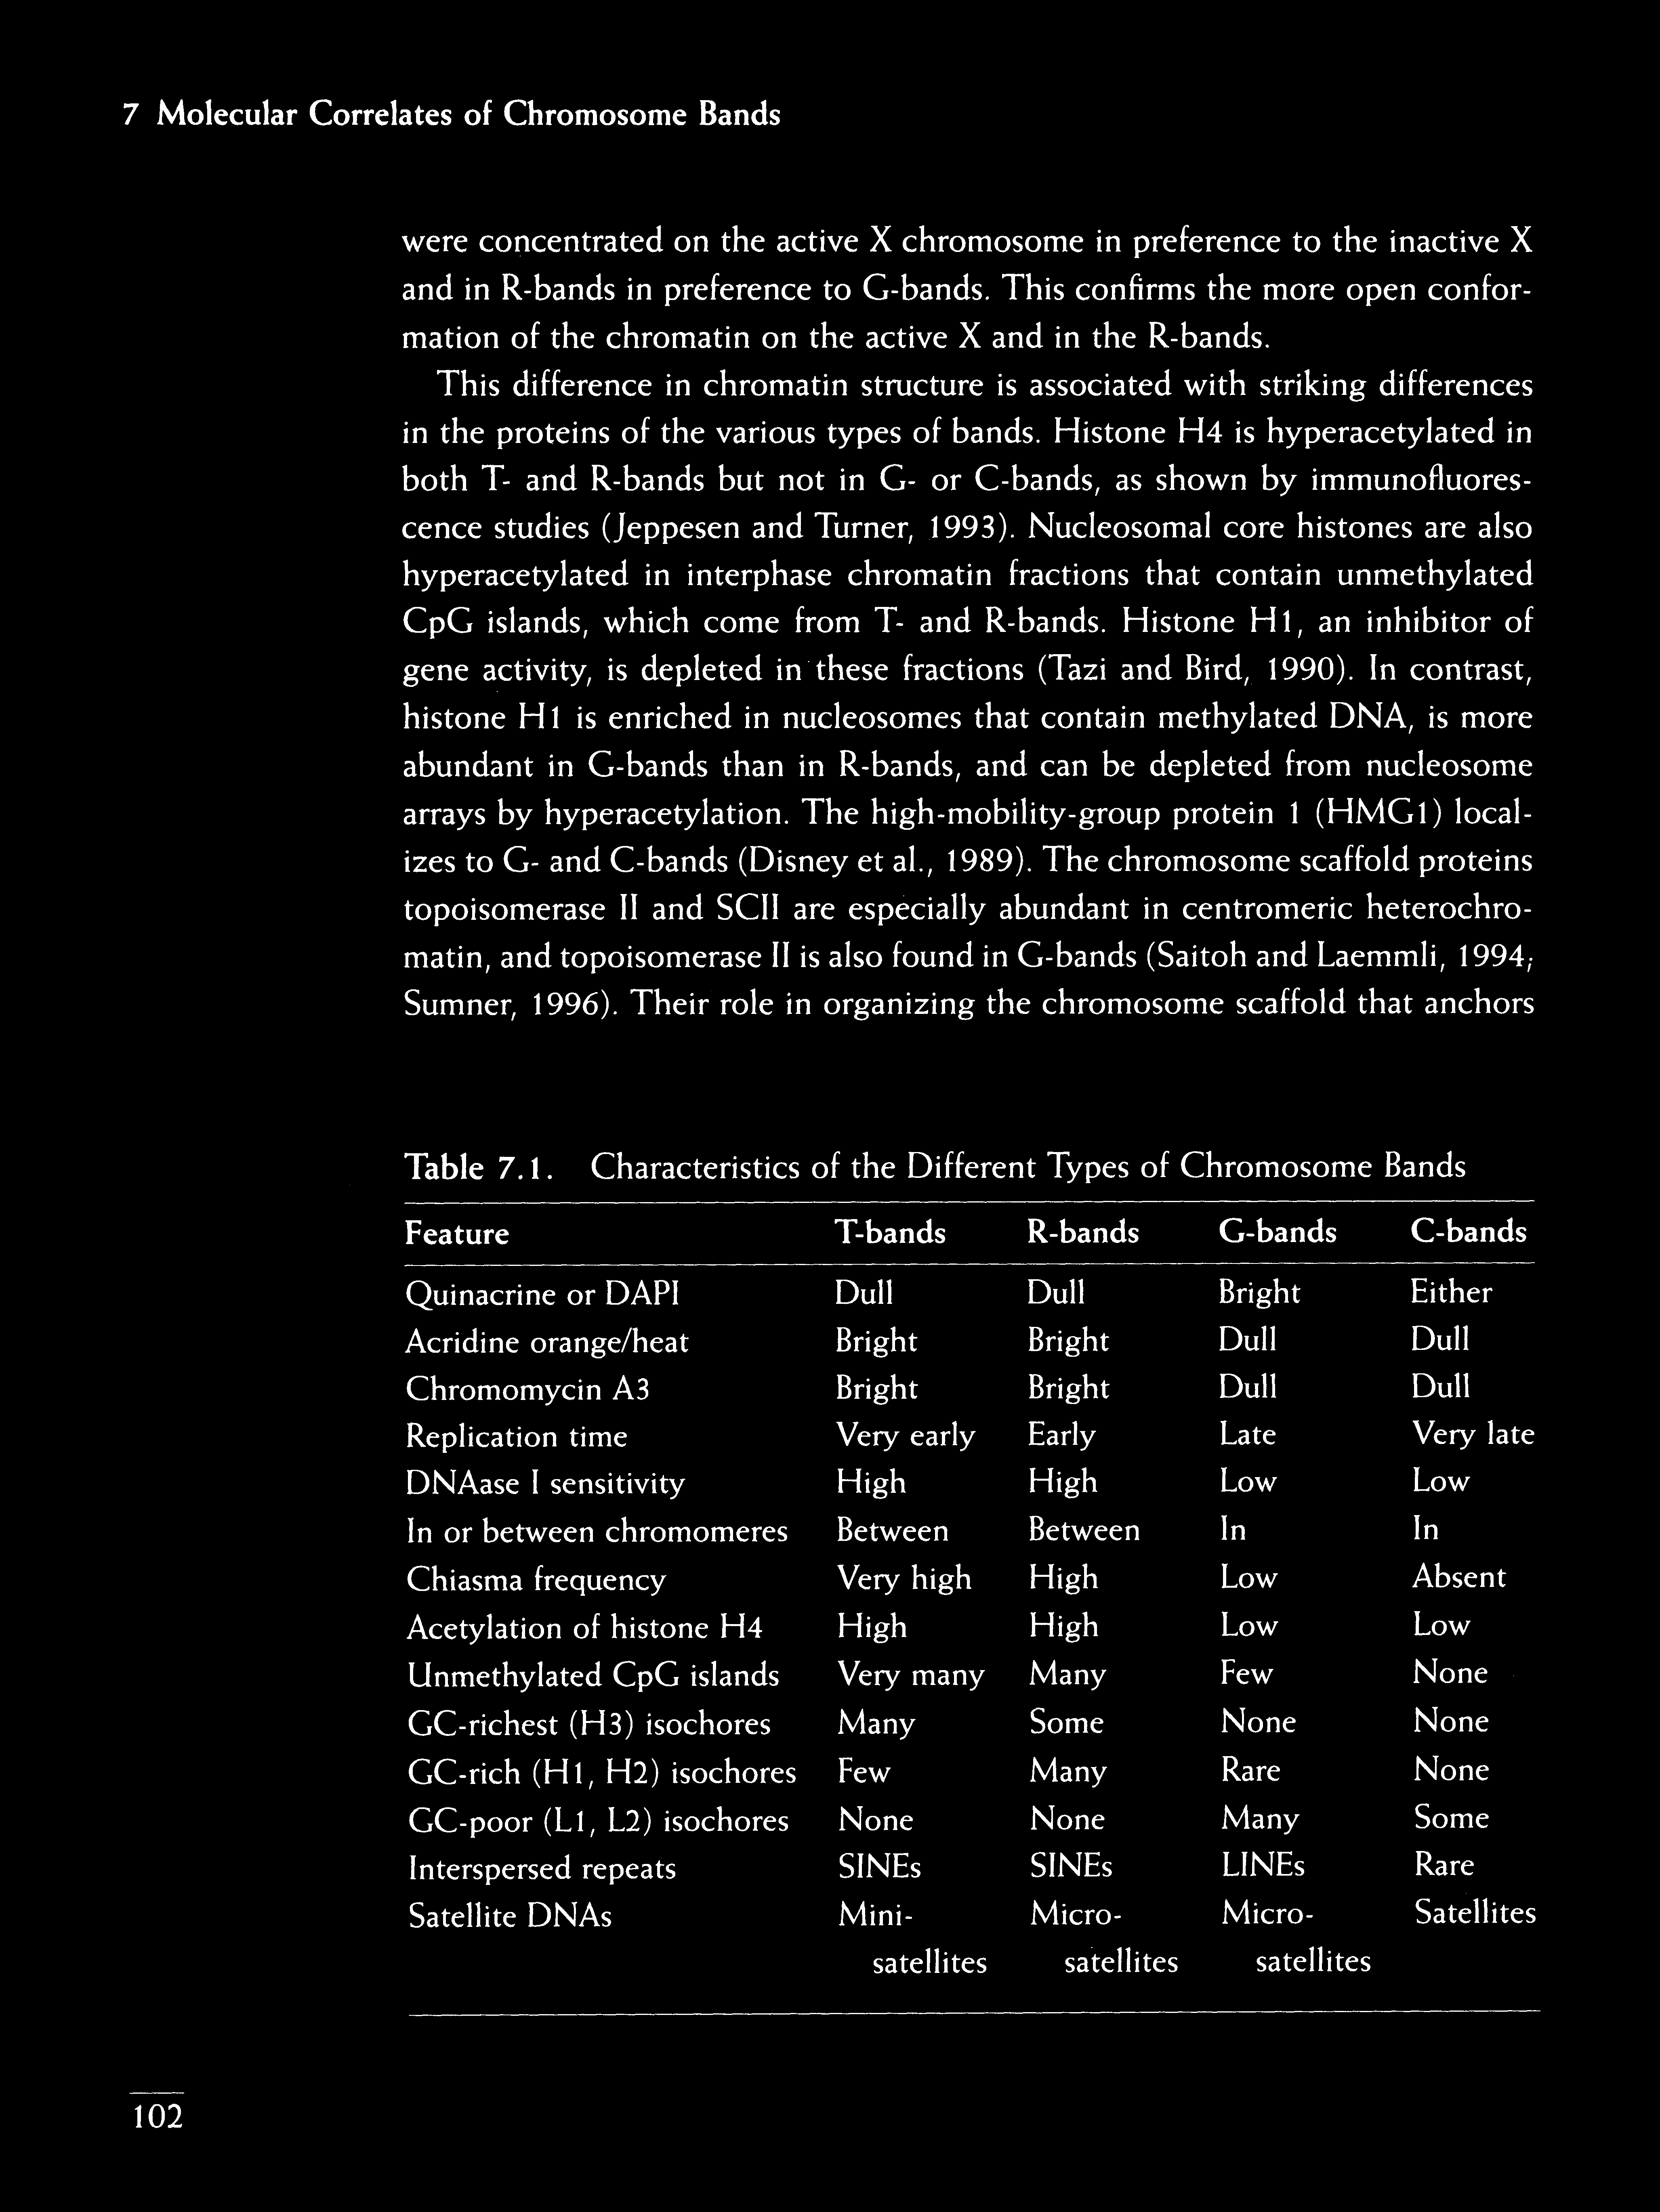 7 Molecular Correlates of Chromosome Bands
were concentrated on the active X chromosome in preference to the inactive X
and in R-bands in preference to G-bands. This confirms the more open confor-
mation of the chromatin on the active X and in the R-bands.
This difference in chromatin structure is associated with striking differences
in the proteins of the various types of bands. Histone H4 is hyperacetylated in
both T- and R-bands but not in G- or C-bands, as shown by immunofluores-
cence studies (Jeppesen and Turner, 1993). Nucleosomal core histones are also
hyperacetylated in interphase chromatin fractions that contain unmethylated
CpG islands, which come from T- and R-bands. Histone H1, an inhibitor of
gene activity, is depleted in these fractions (Tazi and Bird, 1990). In contrast,
histone H1 is enriched in nucleosomes that contain methylated DNA, is more
abundant in G-bands than in R-bands, and can be depleted from nucleosome
arrays by hyperacetylation. The high-mobility-group protein 1 (HMG1) local-
izes to G- and C-bands (Disney et al., 1989). The chromosome scaffold proteins
topoisomerase II and SCII are especially abundant in centromeric heterochro-
matin, and topoisomerase II is also found in G-bands (Saitoh and Laemmli, 1994;
Sumner, 1996). Their role in organizing the chromosome scaffold that anchors
Table 7.1. Characteristics of the Different Types of Chromosome Bands
Feature T-bands R-bands G-bands C-bands
Quinacrine or DAPI Dull Dull Bright Either
Acridine orange/heat Bright Bright Dull Dull
Chromomycin A3 Bright Bright Dull Dull
Replication time Very early Early Late Very late
DNAase I sensitivity High High Low Low
In or between chromomeres Between Between In In
Chiasma frequency Very high High Low Absent
Acetylation of histone H4 High High Low Low
Unmethylated CpG islands Very many Many Few None
GC-richest (H3) isochores Many Some None None
GC-rich (H1, H2) isochores Few Many Rare None
GC-poor (L1, L2) isochores None None Many Some
Interspersed repeats SINEs SINEs LINEs Rare
Satellite DNAs Mini- Micro- Micro- Satellites
satellites satellites satellites
102